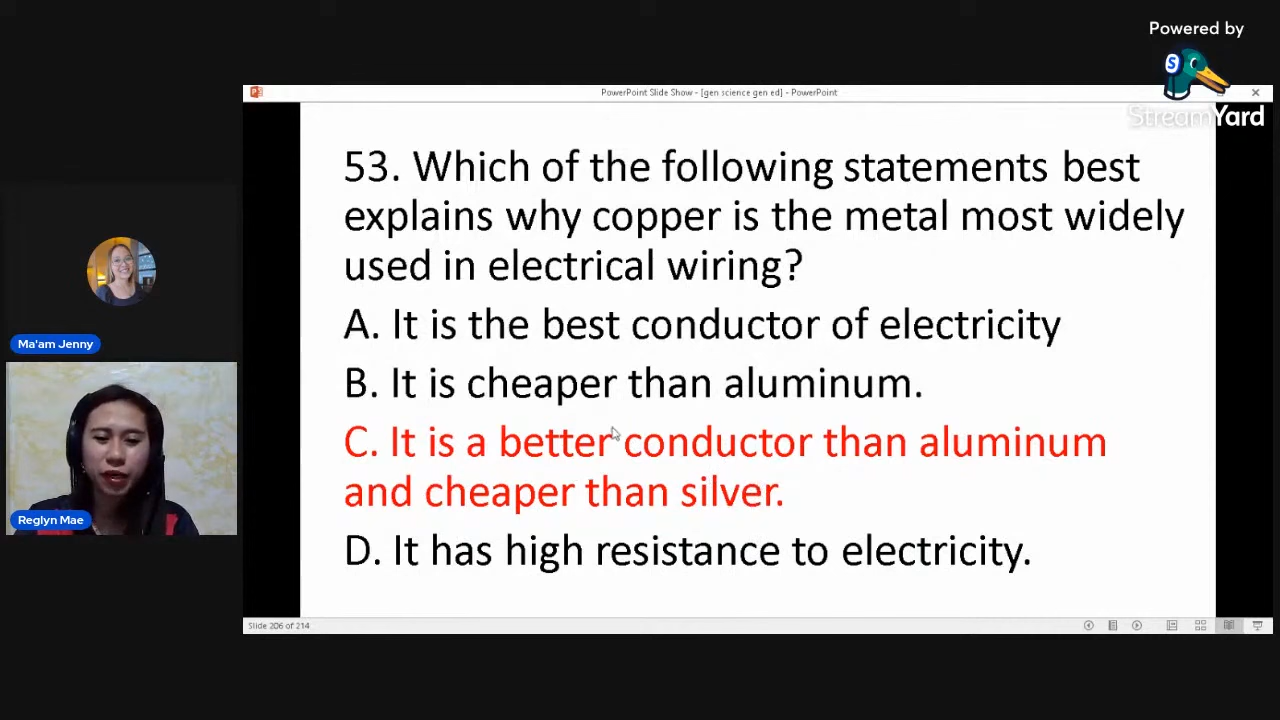 Powered by
StreamYard
PowerPoint Slide Show - [gen science gen ed] - PowerPoint
53. Which of the following statements best
explains why copper is the metal most widely
used in electrical wiring?
A. It is the best conductor of electricity
B. It is cheaper than aluminum.
C. It is a better conductor than aluminum
and cheaper than silver.
D. It has high resistance to electricity.
Ma'am Jenny
Reglyn Mae
Slide 206 of 214